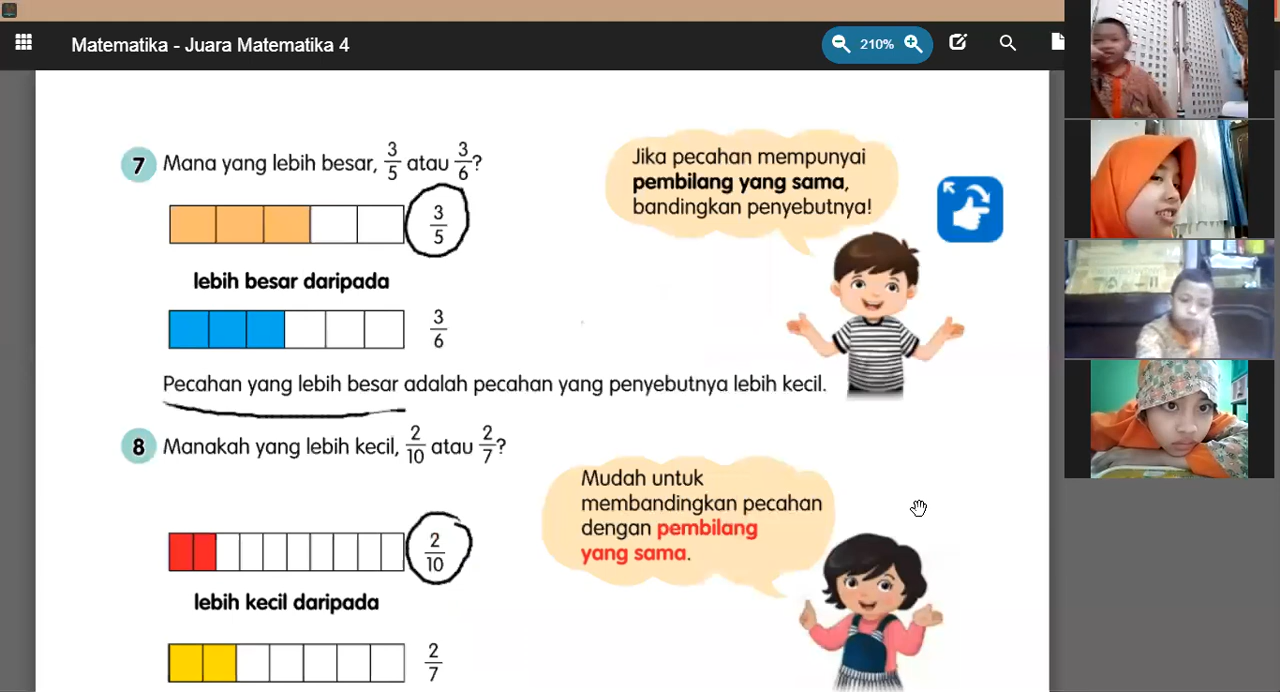 Matematika - Juara Matematika 4
210%
7 Mana yang lebih besar, 3/5 atau 3/6?
Jika pecahan mempunyai
pembilang yang sama,
bandingkan penyebutnya!
3/5
lebih besar daripada
3/6
Pecahan yang lebih besar adalah pecahan yang penyebutnya lebih kecil.
8 Manakah yang lebih kecil, 2/10 atau 2/7?
Mudah untuk
membandingkan pecahan
dengan pembilang
yang sama.
2/10
lebih kecil daripada
2/7